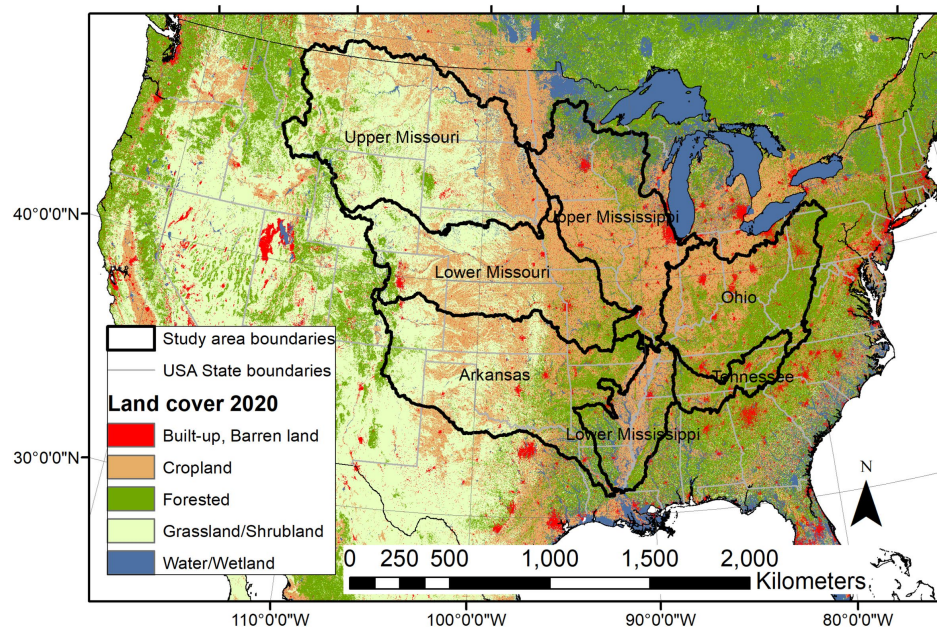 Upper Missouri
40°0'0"N
Upper Mississippi
Lower Missouri
Ohio
Study area boundaries
USA State boundaries
Arkansas
Tennessee
Land cover 2020
Built-up, Barren land
Lower Mississippi
Cropland
30°0'0"N
N
Forested
Grassland/Shrubland
Water/Wetland
0 250 500 1,000 1,500 2,000
Kilometers
110°0'0"W 100°0'0"W 90°0'0"W 80°0'0"W